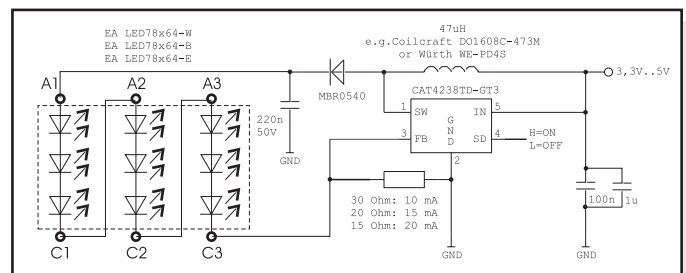 47uH
e.g.Coilcraft DO1608C-473M
or Würth WE-PD4S
EA LED78x64-W
EA LED78x64-B
EA LED78x64-E
A1
A2
A3
MBR0540
3,3V..5V
CAT4238TD-GT3
1
SW
IN
5
220n
50V
3
FB
GND
SD
4
H=ON
L=OFF
2
GND
30 Ohm: 10 mA
20 Ohm: 15 mA
15 Ohm: 20 mA
100n
1u
C1
C2
C3
GND
GND